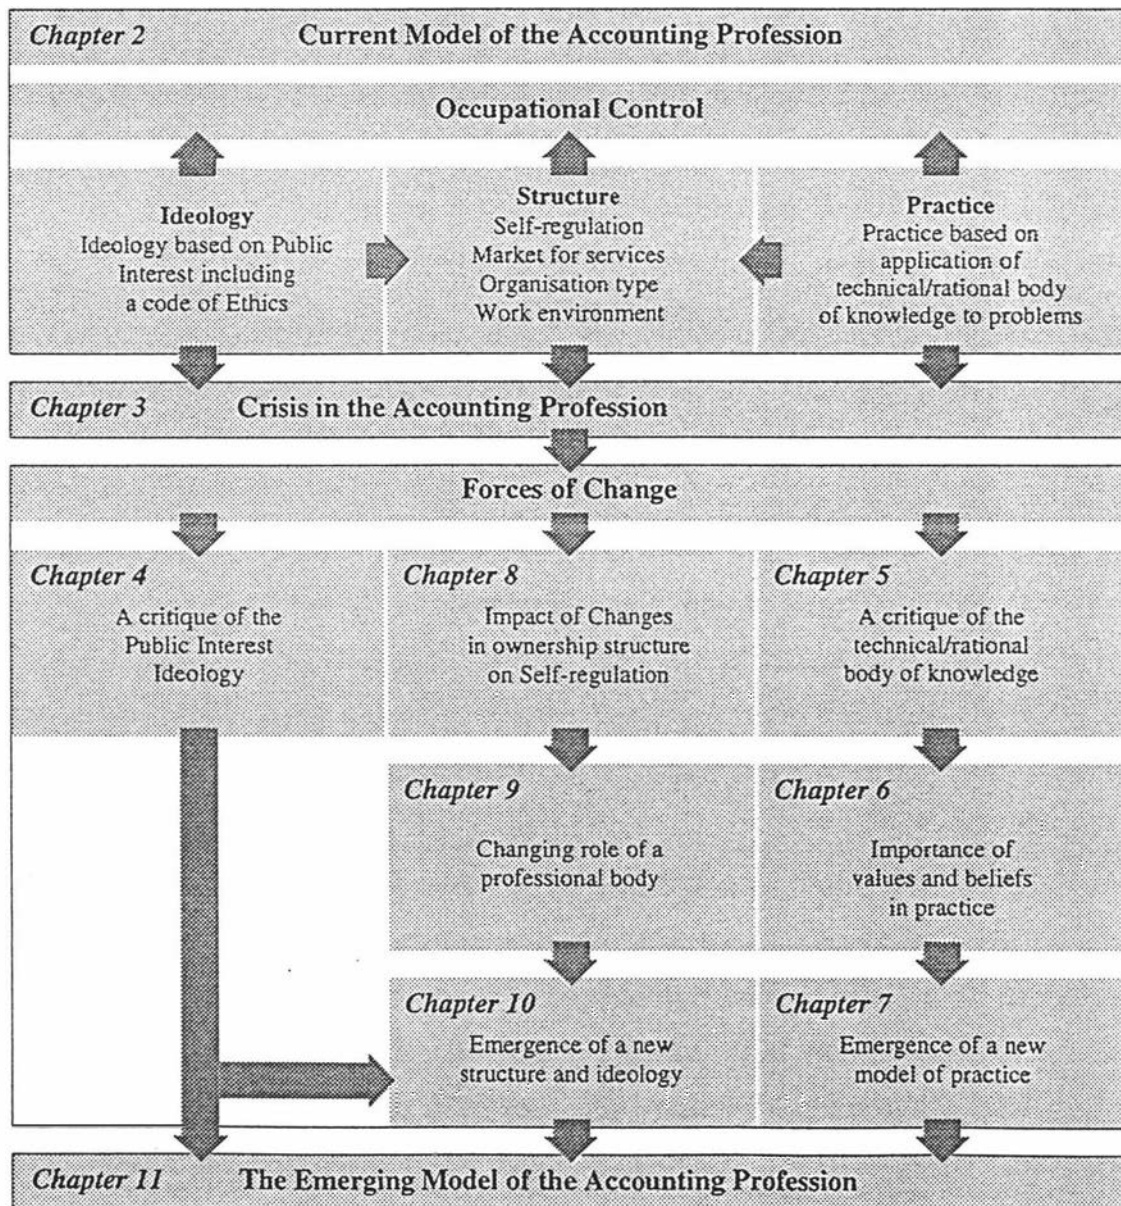 Chapter 2 Current Model of the Accounting Profession
Occupational Control
Ideology
Ideology based on Public
Interest including
a code of Ethics
Structure
Self-regulation
Market for services
Organisation type
Work environment
Practice
Practice based on
application of
technical/rational body
of knowledge to problems
Chapter 3 Crisis in the Accounting Profession
Forces of Change
Chapter 4
A critique of the
Public Interest
Ideology
Chapter 8
Impact of Changes
in ownership structure
on Self-regulation
Chapter 5
A critique of the
technical/rational
body of knowledge
Chapter 9
Changing role of a
professional body
Chapter 6
Importance of
values and beliefs
in practice
Chapter 10
Emergence of a new
structure and ideology
Chapter 7
Emergence of a new
model of practice
Chapter 11 The Emerging Model of the Accounting Profession